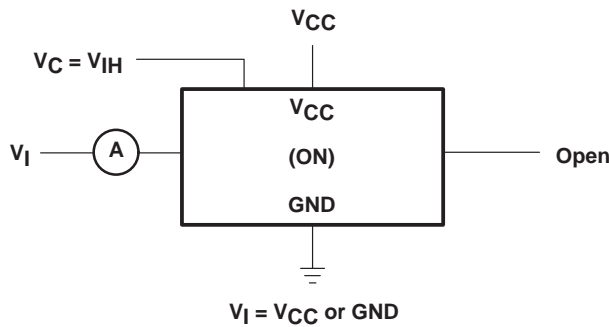 VCC
VC = VIH
VCC
VI
A
(ON)
Open
GND
VI = VCC or GND